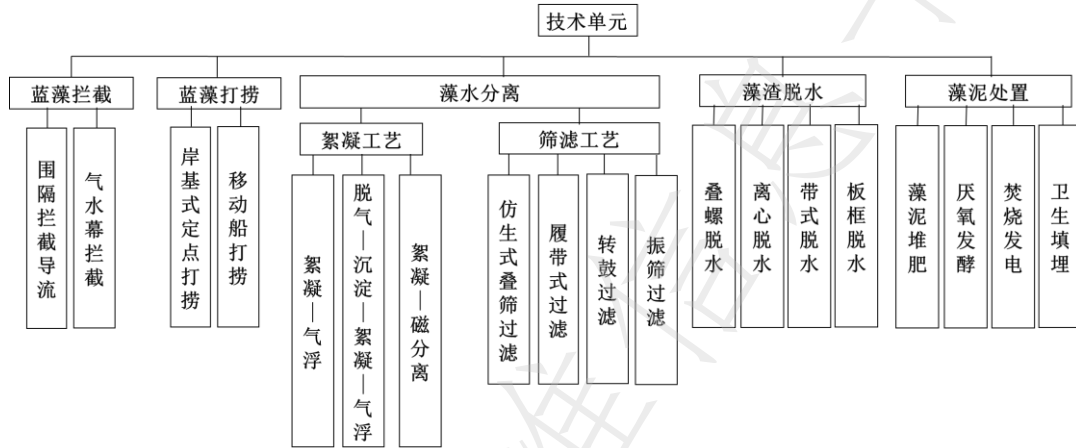 技术单元
蓝藻拦截
蓝藻打捞
藻水分离
藻渣脱水
藻泥处置
絮凝工艺
筛滤工艺
围隔拦截导流
气水幕拦截
岸基式定点打捞
移动船打捞
絮凝—气浮
脱气—沉淀—絮凝—气浮
絮凝—磁分离
仿生式叠筛过滤
履带式过滤
转鼓过滤
振筛过滤
叠螺脱水
离心脱水
带式脱水
板框脱水
藻泥堆肥
厌氧发酵
焚烧发电
卫生填埋